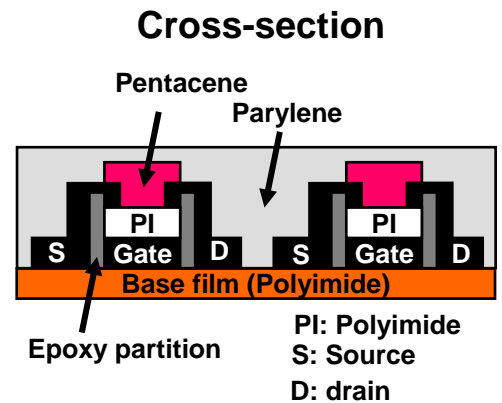 Cross-section
Pentacene
Parylene
PI
PI
S
Gate
D
S
Gate
D
Base film (Polyimide)
Epoxy partition
PI: Polyimide
S: Source
D: drain